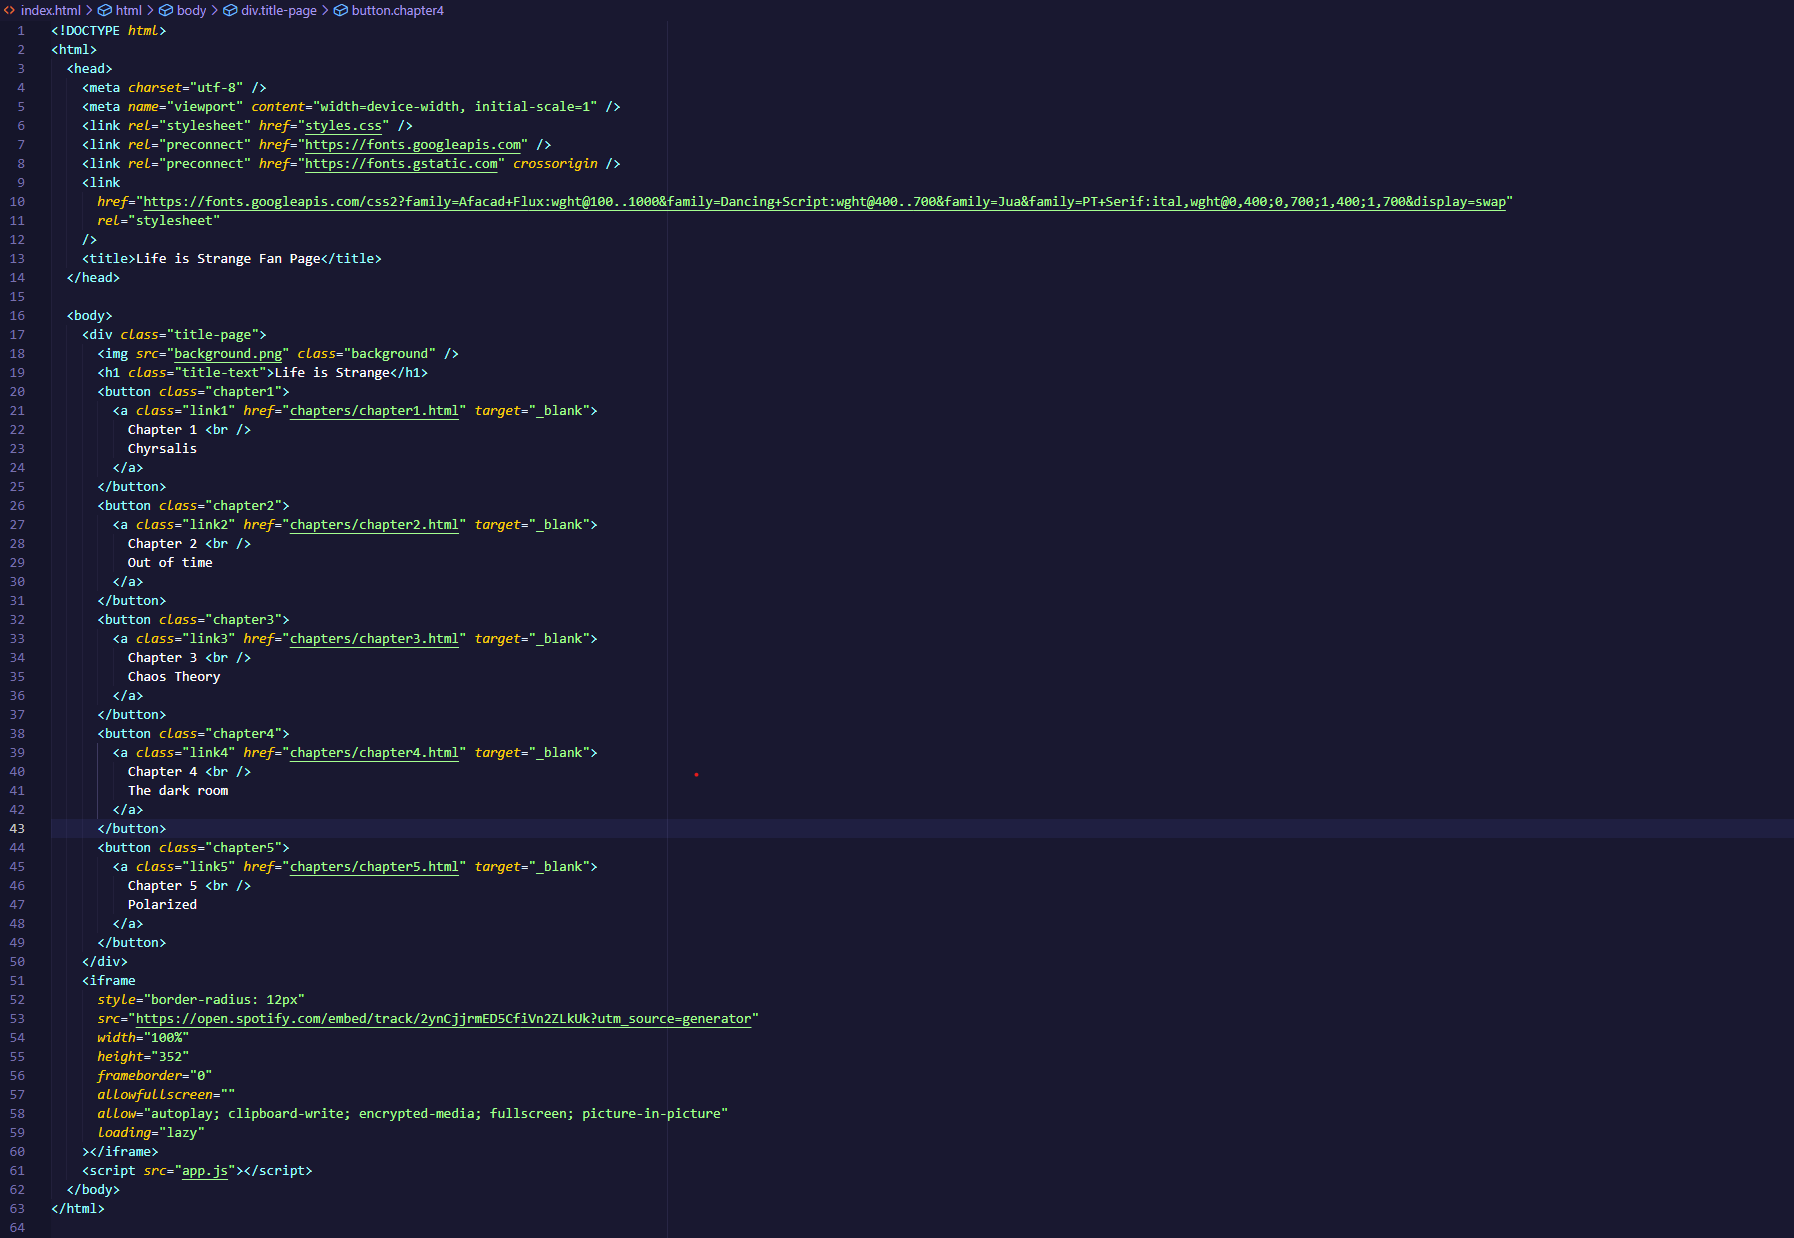 index.html > html > body > div.title-page > button.chapter4
1 <!DOCTYPE html>
2 <html>
3 <head>
4 <meta charset="utf-8" />
5 <meta name="viewport" content="width=device-width, initial-scale=1" />
6 <link rel="stylesheet" href="styles.css" />
7 <link rel="preconnect" href="https://fonts.googleapis.com" />
8 <link rel="preconnect" href="https://fonts.gstatic.com" crossorigin />
9 <link
10 href="https://fonts.googleapis.com/css2?family=Afacad+Flux:wght@100..1000&family=Dancing+Script:wght@400..700&family=Jua&family=PT+Serif:ital,wght@0,400;0,700;1,400;1,700&display=swap"
11 rel="stylesheet"
12 />
13 <title>Life is Strange Fan Page</title>
14 </head>
15
16 <body>
17 <div class="title-page">
18 <img src="background.png" class="background" />
19 <h1 class="title-text">Life is Strange</h1>
20 <button class="chapter1">
21 <a class="link1" href="chapters/chapter1.html" target="_blank">
22 Chapter 1 <br />
23 Chyrsalis
24 </a>
25 </button>
26 <button class="chapter2">
27 <a class="link2" href="chapters/chapter2.html" target="_blank">
28 Chapter 2 <br />
29 Out of time
30 </a>
31 </button>
32 <button class="chapter3">
33 <a class="link3" href="chapters/chapter3.html" target="_blank">
34 Chapter 3 <br />
35 Chaos Theory
36 </a>
37 </button>
38 <button class="chapter4">
39 <a class="link4" href="chapters/chapter4.html" target="_blank">
40 Chapter 4 <br />
41 The dark room
42 </a>
43 </button>
44 <button class="chapter5">
45 <a class="link5" href="chapters/chapter5.html" target="_blank">
46 Chapter 5 <br />
47 Polarized
48 </a>
49 </button>
50 </div>
51 <iframe
52 style="border-radius: 12px"
53 src="https://open.spotify.com/embed/track/2ynCjjrmED5CfiVn2ZLkUk?utm_source=generator"
54 width="100%"
55 height="352"
56 frameborder="0"
57 allowfullscreen=""
58 allow="autoplay; clipboard-write; encrypted-media; fullscreen; picture-in-picture"
59 loading="lazy"
60 ></iframe>
61 <script src="app.js"></script>
62 </body>
63 </html>
64